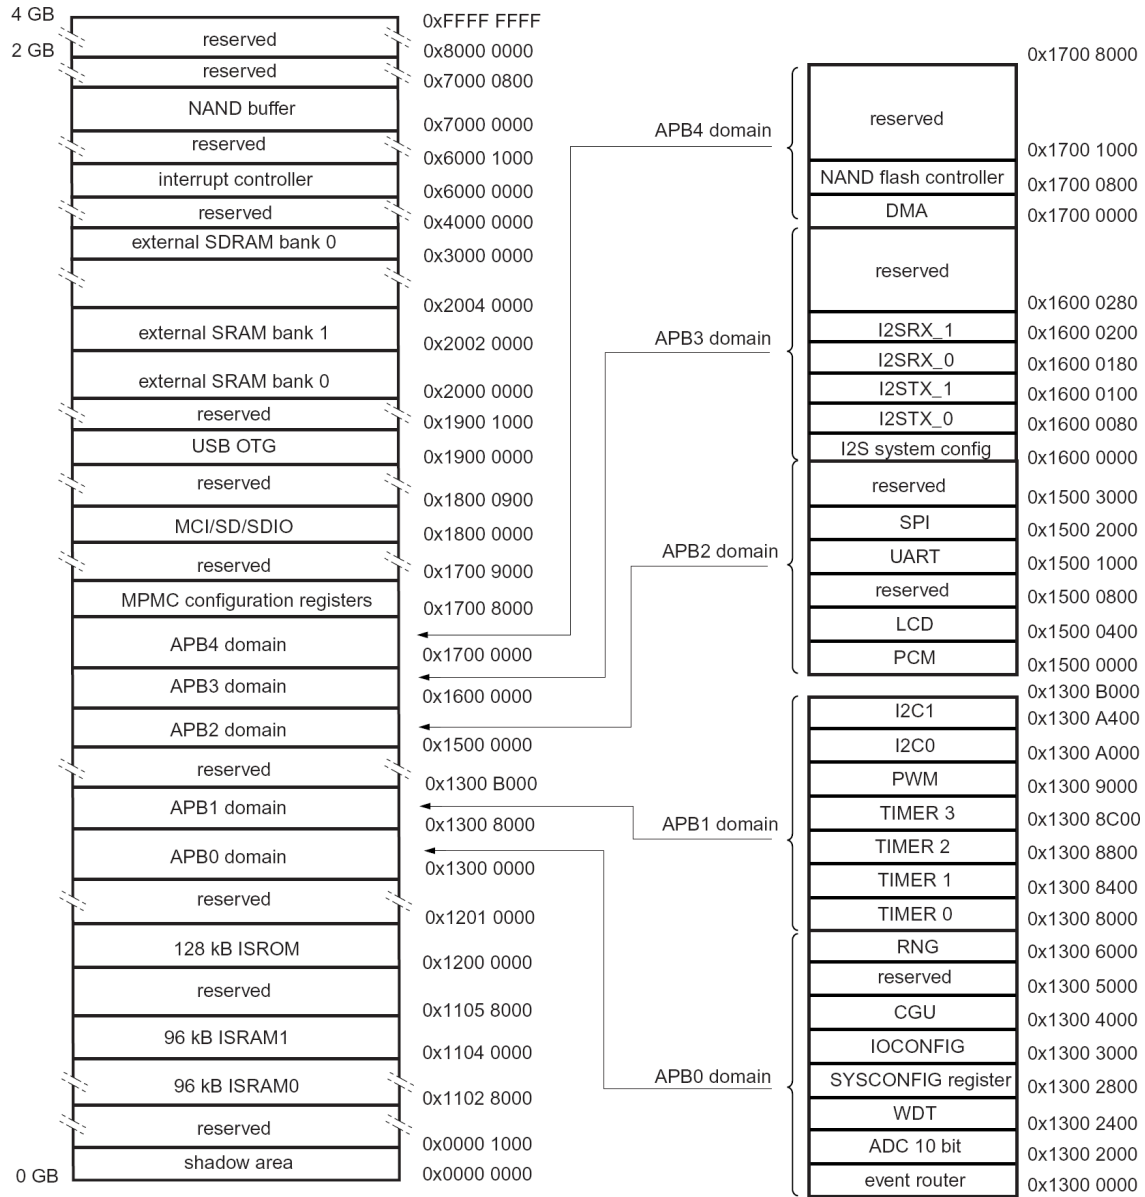 4 GB
0xFFFF FFFF
reserved
2 GB
0x8000 0000
reserved
0x7000 0800
NAND buffer
0x7000 0000
reserved
0x6000 1000
interrupt controller
0x6000 0000
reserved
0x4000 0000
external SDRAM bank 0
0x3000 0000
0x2004 0000
external SRAM bank 1
0x2002 0000
external SRAM bank 0
0x2000 0000
reserved
0x1900 1000
USB OTG
0x1900 0000
reserved
0x1800 0900
MCI/SD/SDIO
0x1800 0000
reserved
0x1700 9000
MPMC configuration registers
0x1700 8000
APB4 domain
0x1700 0000
APB3 domain
0x1600 0000
APB2 domain
0x1500 0000
reserved
0x1300 B000
APB1 domain
0x1300 8000
APB0 domain
0x1300 0000
reserved
0x1201 0000
128 kB ISROM
0x1200 0000
reserved
0x1105 8000
96 kB ISRAM1
0x1104 0000
96 kB ISRAM0
0x1102 8000
reserved
0x0000 1000
shadow area
0 GB
0x0000 0000
APB4 domain
0x1700 8000
reserved
0x1700 1000
NAND flash controller
0x1700 0800
DMA
0x1700 0000
APB3 domain
reserved
0x1600 0280
I2SRX_1
0x1600 0200
I2SRX_0
0x1600 0180
I2STX_1
0x1600 0100
I2STX_0
0x1600 0080
I2S system config
0x1600 0000
APB2 domain
reserved
0x1500 3000
SPI
0x1500 2000
UART
0x1500 1000
reserved
0x1500 0800
LCD
0x1500 0400
PCM
0x1500 0000
APB1 domain
0x1300 B000
I2C1
0x1300 A400
I2C0
0x1300 A000
PWM
0x1300 9000
TIMER 3
0x1300 8C00
TIMER 2
0x1300 8800
TIMER 1
0x1300 8400
TIMER 0
0x1300 8000
APB0 domain
RNG
0x1300 6000
reserved
0x1300 5000
CGU
0x1300 4000
IOCONFIG
0x1300 3000
SYSCONFIG register
0x1300 2800
WDT
0x1300 2400
ADC 10 bit
0x1300 2000
event router
0x1300 0000